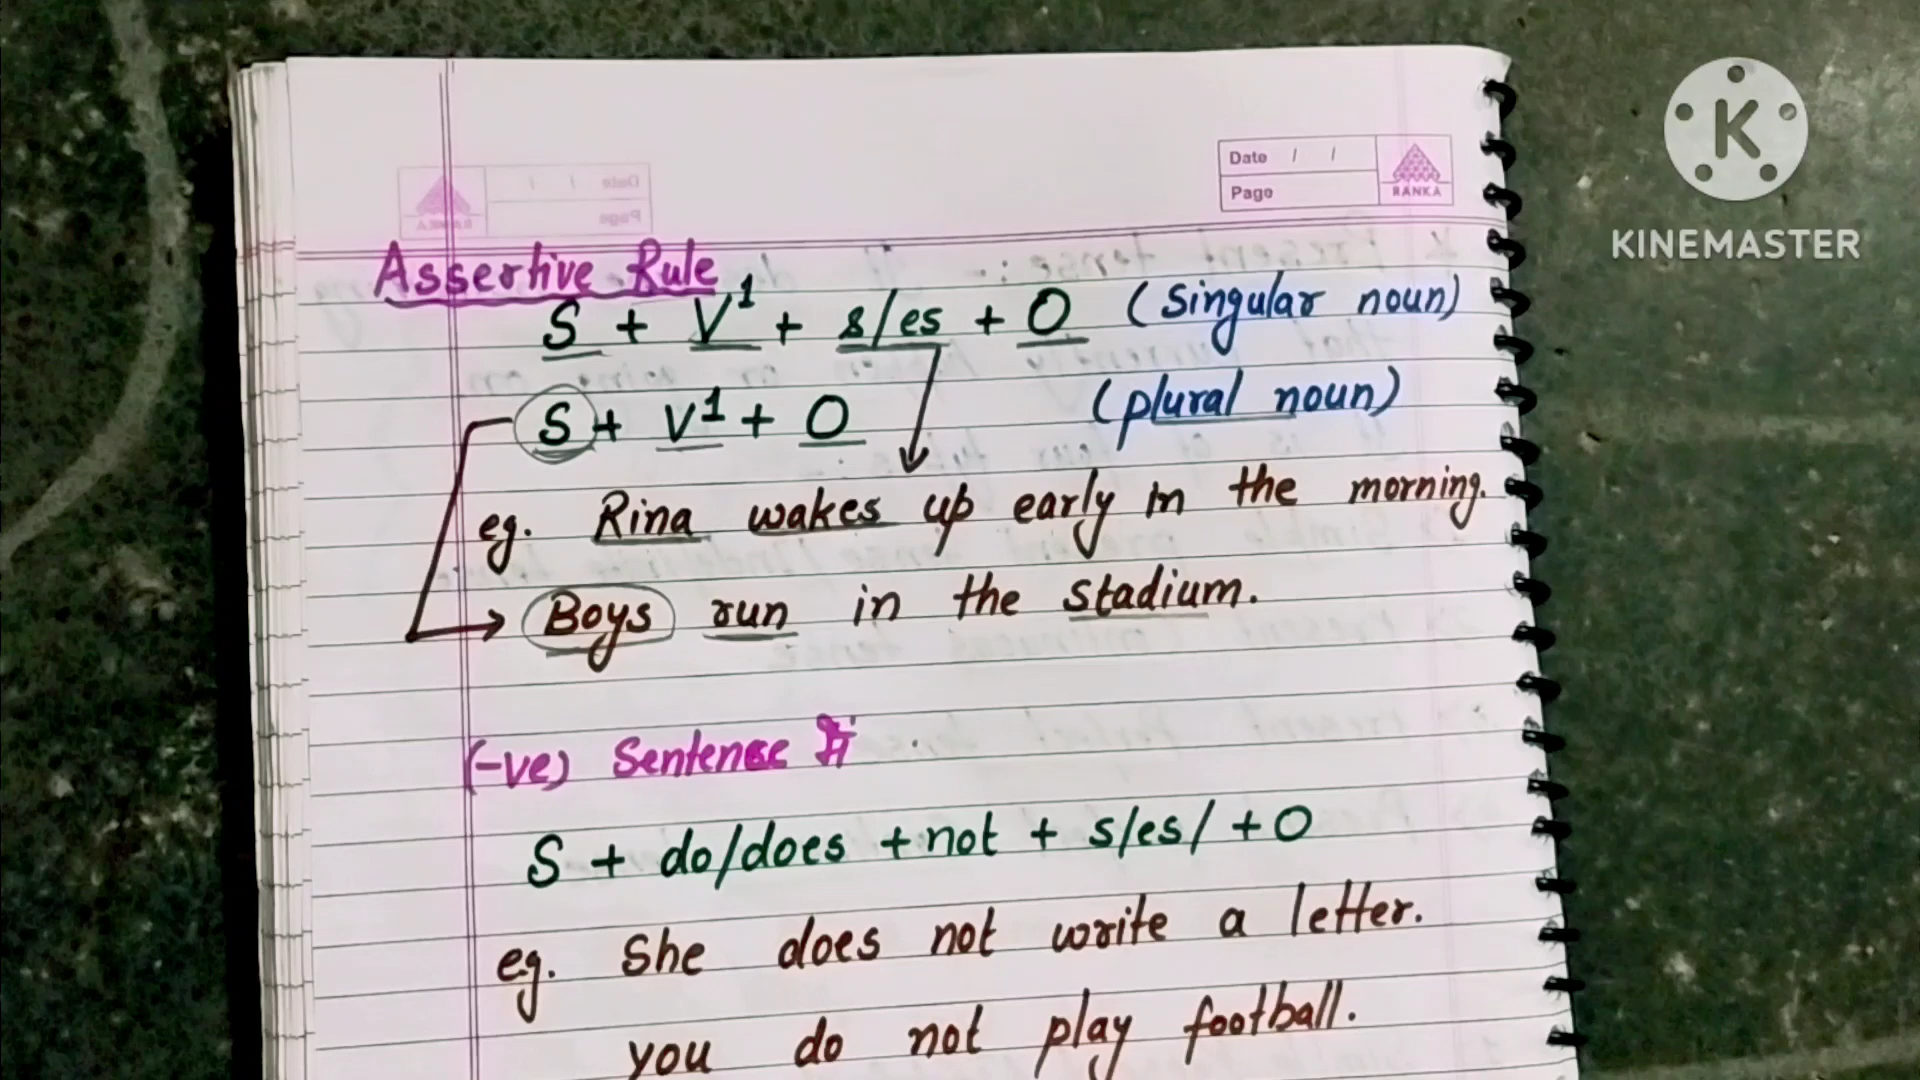 Date / /
Page
RANKA
KINEMASTER
Assertive Rule
S + V¹ + s/es + O (Singular noun)
S + V¹ + O (plural noun)
eg. Rina wakes up early in the morning.
Boys run in the stadium.
(-ve) Sentence में
S + do/does + not + s/es/ + O
eg. She does not write a letter.
you do not play football.